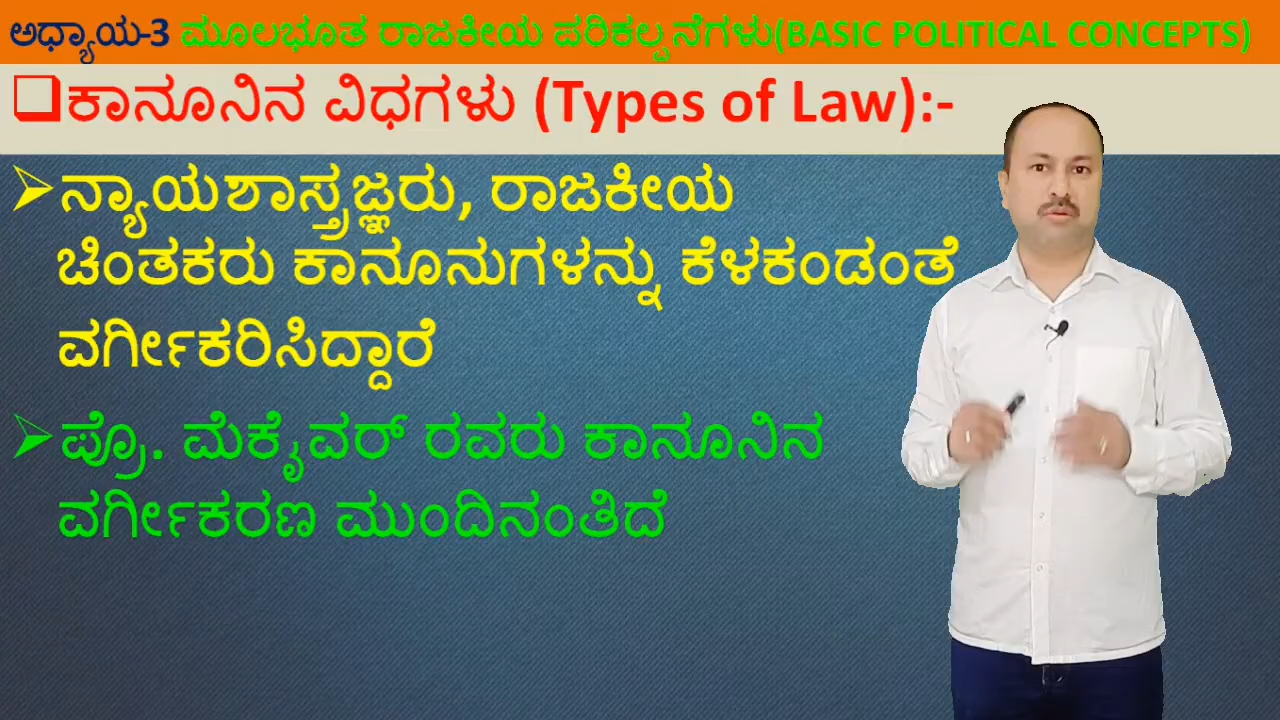 ಅಧ್ಯಾಯ-3 ಮೂಲಭೂತ ರಾಜಕೀಯ ಪರಿಕಲ್ಪನೆಗಳು(BASIC POLITICAL CONCEPTS)
❑ಕಾನೂನಿನ ವಿಧಗಳು (Types of Law):-
➢ನ್ಯಾಯಶಾಸ್ತ್ರಜ್ಞರು, ರಾಜಕೀಯ
ಚಿಂತಕರು ಕಾನೂನುಗಳನ್ನು ಕೆಳಕಂಡಂತೆ
ವರ್ಗೀಕರಿಸಿದ್ದಾರೆ
➢ಪ್ರೊ. ಮೆಕೈವರ್ ರವರು ಕಾನೂನಿನ
ವರ್ಗೀಕರಣ ಮುಂದಿನಂತಿದೆ